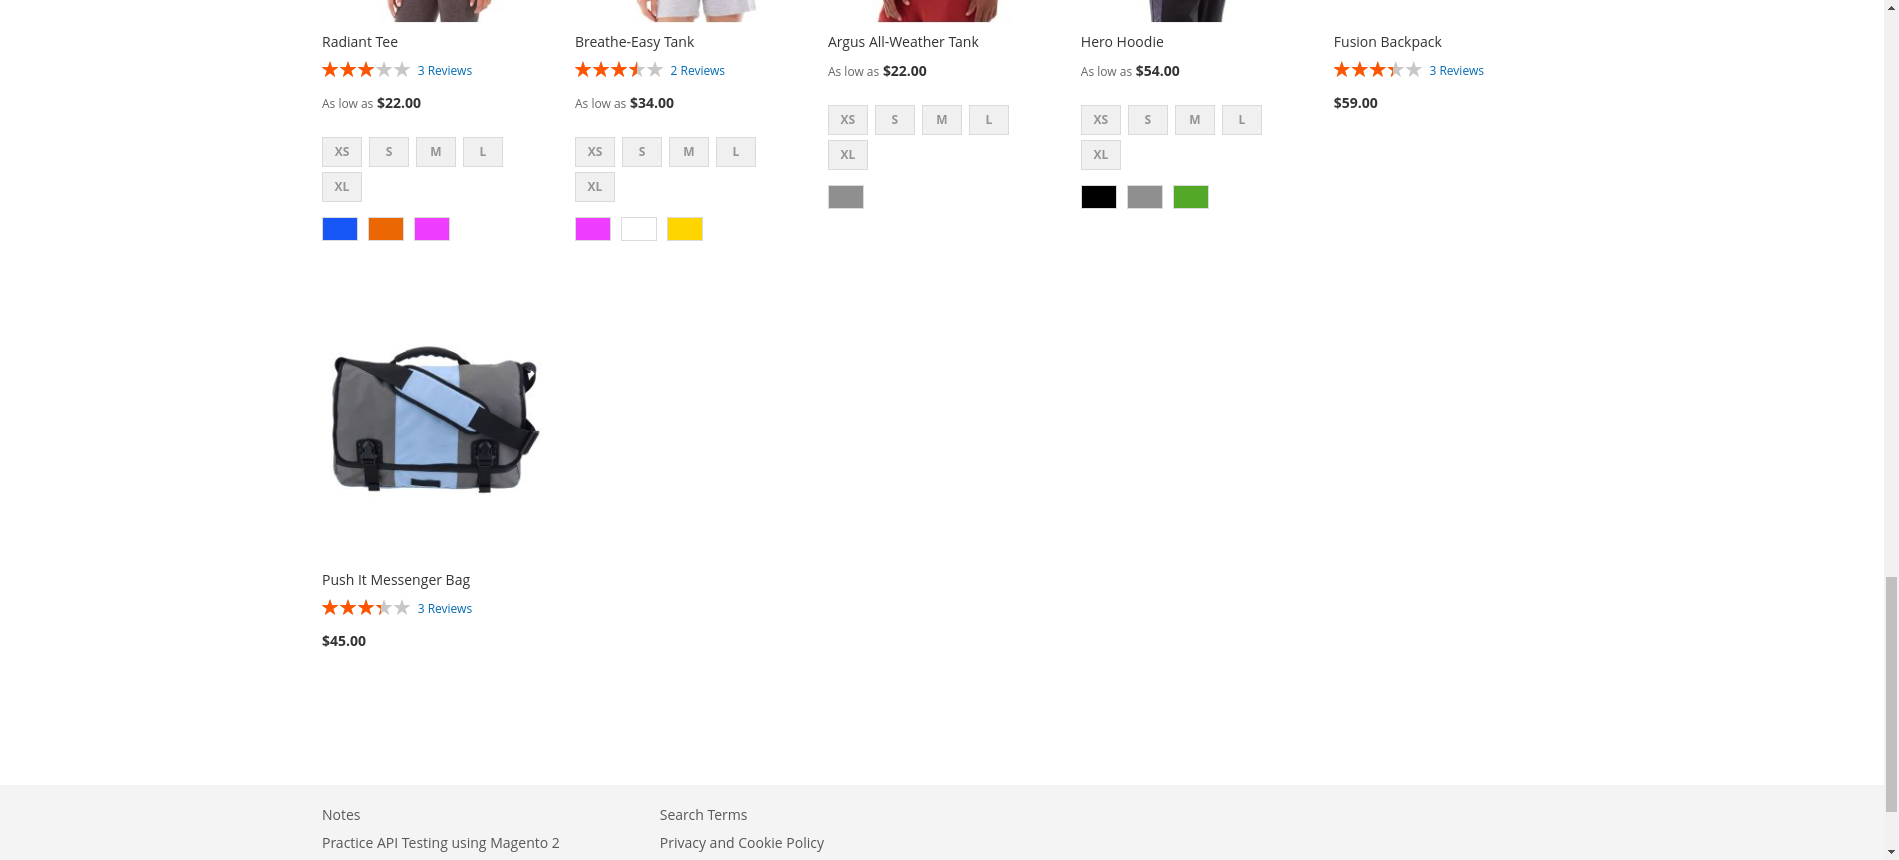 Radiant Tee
3 Reviews
As low as $22.00
XS S M L
XL
Breathe-Easy Tank
2 Reviews
As low as $34.00
XS S M L
XL
Argus All-Weather Tank
As low as $22.00
XS S M L
XL
Hero Hoodie
As low as $54.00
XS S M L
XL
Fusion Backpack
3 Reviews
$59.00
Push It Messenger Bag
3 Reviews
$45.00
Notes
Practice API Testing using Magento 2
Search Terms
Privacy and Cookie Policy